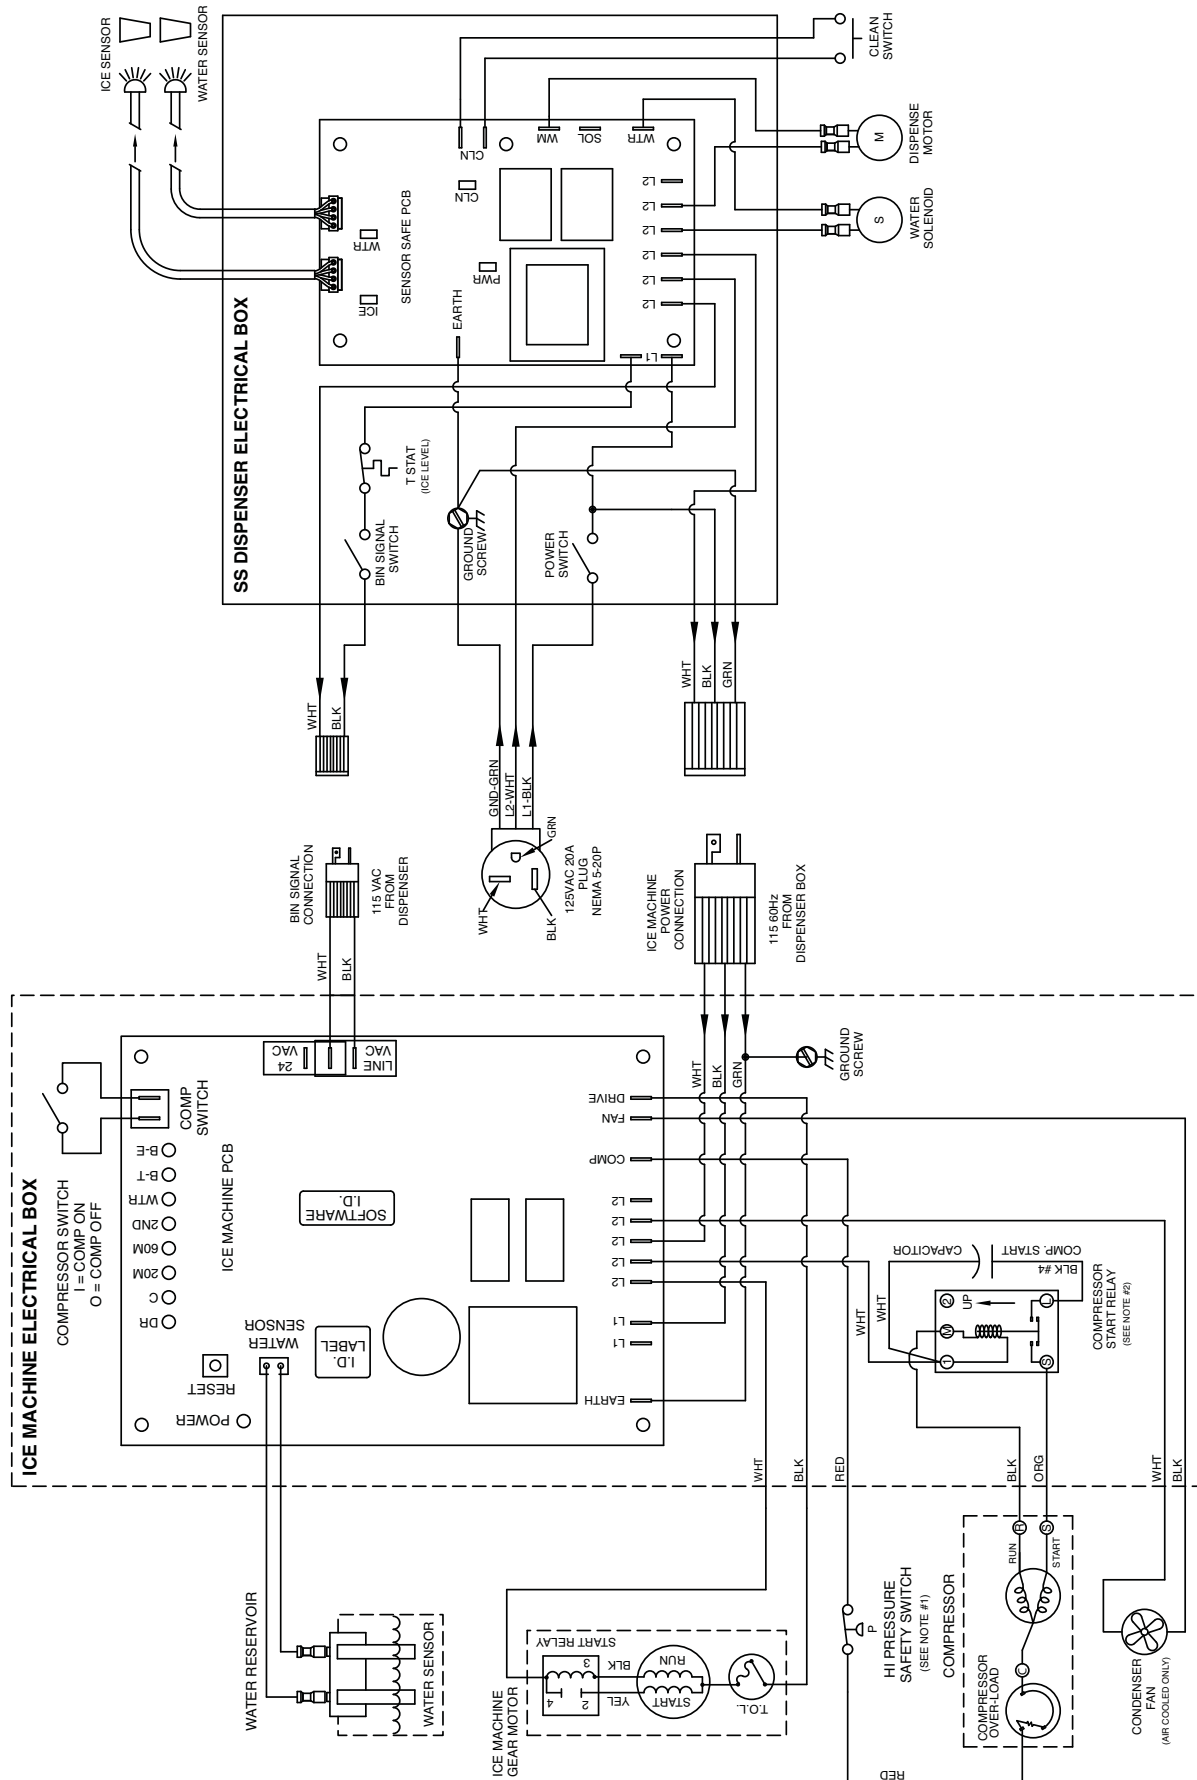 ICE SENSOR
WATER SENSOR
SS DISPENSER ELECTRICAL BOX
SENSOR SAFE PCB
WTR
ICE
CLN
CLN
PWR
EARTH
WM
SOL
WTR
L2
L2
L2
L2
L2
L2
L1
CLEAN
SWITCH
DISPENSE
MOTOR
M
WATER
SOLENOID
S
T STAT
(ICE LEVEL)
BIN SIGNAL
SWITCH
GROUND
SCREW
POWER
SWITCH
WHT
BLK
WHT
BLK
GRN
GND-GRN
L2-WHT
L1-BLK
GRN
WHT
BLK
125VAC 20A
PLUG
NEMA 5-20P
BIN SIGNAL
CONNECTION
115 VAC
FROM
DISPENSER
WHT
BLK
ICE MACHINE
POWER
CONNECTION
115 60Hz
FROM
DISPENSER BOX
WHT
BLK
GRN
GROUND
SCREW
ICE MACHINE ELECTRICAL BOX
COMPRESSOR SWITCH
I = COMP ON
O = COMP OFF
COMP
SWITCH
ICE MACHINE PCB
24
VAC
LINE
VAC
B-E
B-T
WTR
2ND
60M
20M
C
DR
SOFTWARE
I.D.
I.D.
LABEL
WATER
SENSOR
RESET
POWER
DRIVE
FAN
COMP
L2
L2
L2
L2
L2
L1
L1
EARTH
CAPACITOR
COMP. START
BLK #4
WHT
WHT
UP
2
M
1
L
S
COMPRESSOR
START RELAY
(SEE NOTE #2)
WHT
BLK
RED
BLK
ORG
WHT
BLK
WATER RESERVOIR
WATER SENSOR
ICE MACHINE
GEAR MOTOR
START RELAY
4
3
2
BLK
YEL
RUN
START
T.O.L.
HI PRESSURE
SAFETY SWITCH
(SEE NOTE #1)
P
RED
COMPRESSOR
COMPRESSOR
OVER-LOAD
RUN
START
R
S
C
CONDENSER
FAN
(AIR COOLED ONLY)